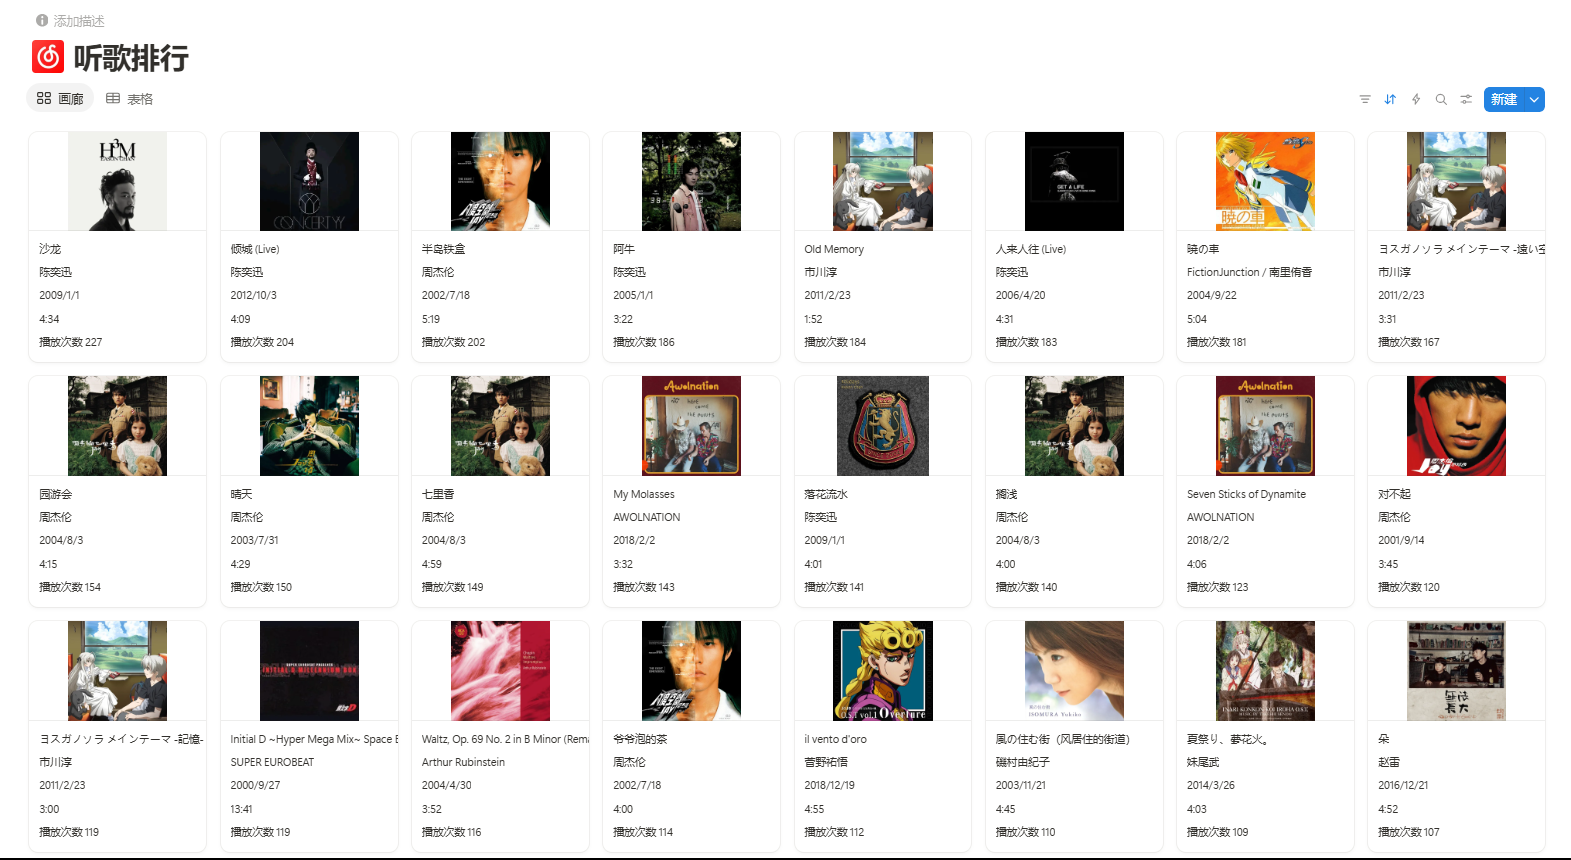 添加描述
听歌排行
画廊
表格
新建
H³M
EASON CHAN
沙龙
陈奕迅
2009/1/1
4:34
播放次数 227
CONCERT YY
倾城 (Live)
陈奕迅
2012/10/3
4:09
播放次数 204
半岛铁盒
周杰伦
2002/7/18
5:19
播放次数 202
阿牛
陈奕迅
2005/1/1
3:22
播放次数 186
Old Memory
市川淳
2011/2/23
1:52
播放次数 184
GET A LIFE
人来人往 (Live)
陈奕迅
2006/4/20
4:31
播放次数 183
暁の車
暁の車
FictionJunction / 南里侑香
2004/9/22
5:04
播放次数 181
ヨスガノソラ メインテーマ -遠い空
市川淳
2011/2/23
3:31
播放次数 167
园游会
周杰伦
2004/8/3
4:15
播放次数 154
晴天
周杰伦
2003/7/31
4:29
播放次数 150
七里香
周杰伦
2004/8/3
4:59
播放次数 149
Awolnation
My Molasses
AWOLNATION
2018/2/2
3:32
播放次数 143
落花流水
陈奕迅
2009/1/1
4:01
播放次数 141
搁浅
周杰伦
2004/8/3
4:00
播放次数 140
Awolnation
Seven Sticks of Dynamite
AWOLNATION
2018/2/2
4:06
播放次数 123
Jay
对不起
周杰伦
2001/9/14
3:45
播放次数 120
ヨスガノソラ メインテーマ -記憶-
市川淳
2011/2/23
3:00
播放次数 119
SUPER EUROBEAT PRESENTS
INITIAL D MILLENNIUM BOX
Initial D ~Hyper Mega Mix~ Space B
SUPER EUROBEAT
2000/9/27
13:41
播放次数 119
Waltz, Op. 69 No. 2 in B Minor (Rema
Arthur Rubinstein
2004/4/30
3:52
播放次数 116
爷爷泡的茶
周杰伦
2002/7/18
4:00
播放次数 114
O.S.T vol.1 Overture
il vento d'oro
菅野祐悟
2018/12/19
4:55
播放次数 112
ISOMURA Yukiko
風の住む街（风居住的街道）
磯村由紀子
2003/11/21
4:45
播放次数 110
INARI KONKON KOI IROHA O.S.T.
夏祭り、夢花火。
妹尾武
2014/3/26
4:03
播放次数 109
朵
赵雷
2016/12/21
4:52
播放次数 107